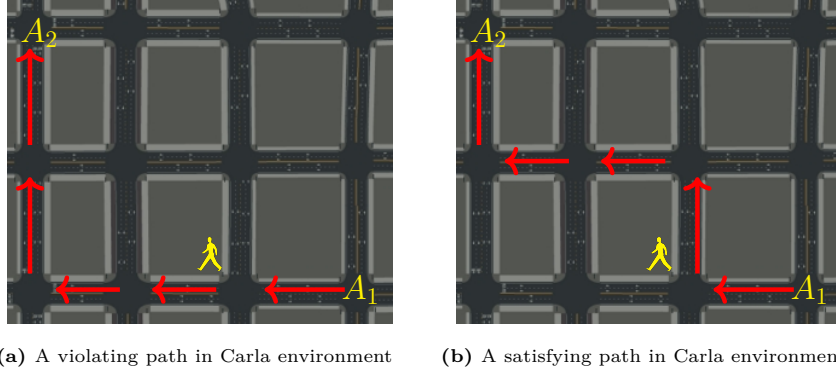 A2
A2
A1
A1
(a) A violating path in Carla environment
(b) A satisfying path in Carla environmen